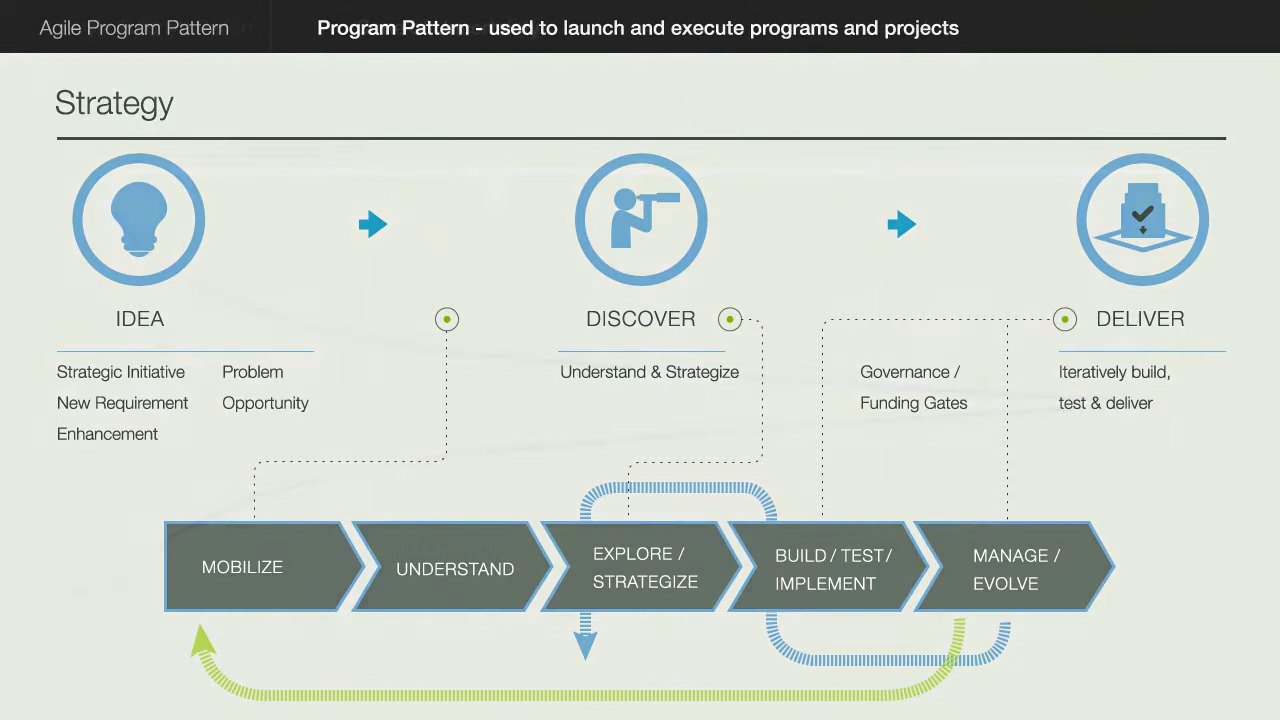 Agile Program Pattern
Program Pattern - used to launch and execute programs and projects
Strategy
IDEA
DISCOVER
DELIVER
Strategic Initiative
Problem
New Requirement
Opportunity
Enhancement
Understand & Strategize
Governance /
Funding Gates
Iteratively build,
test & deliver
MOBILIZE
UNDERSTAND
EXPLORE /
STRATEGIZE
BUILD / TEST /
IMPLEMENT
MANAGE /
EVOLVE